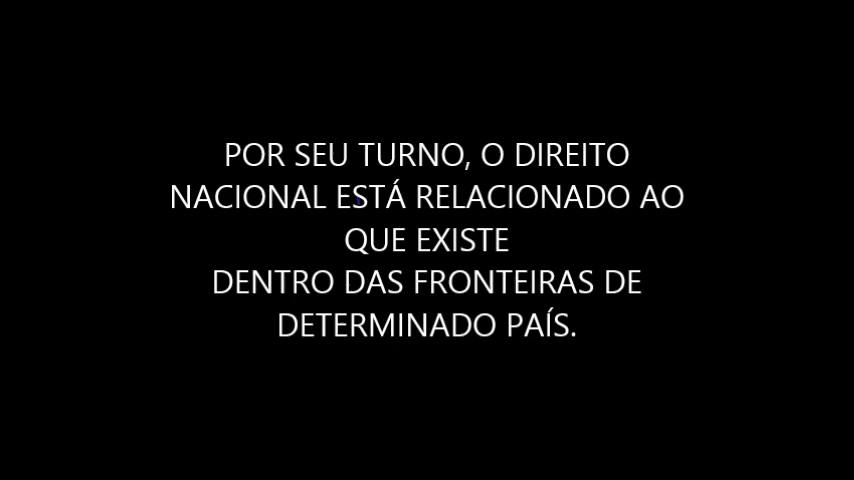 POR SEU TURNO, O DIREITO
NACIONAL ESTÁ RELACIONADO AO
QUE EXISTE
DENTRO DAS FRONTEIRAS DE
DETERMINADO PAÍS.